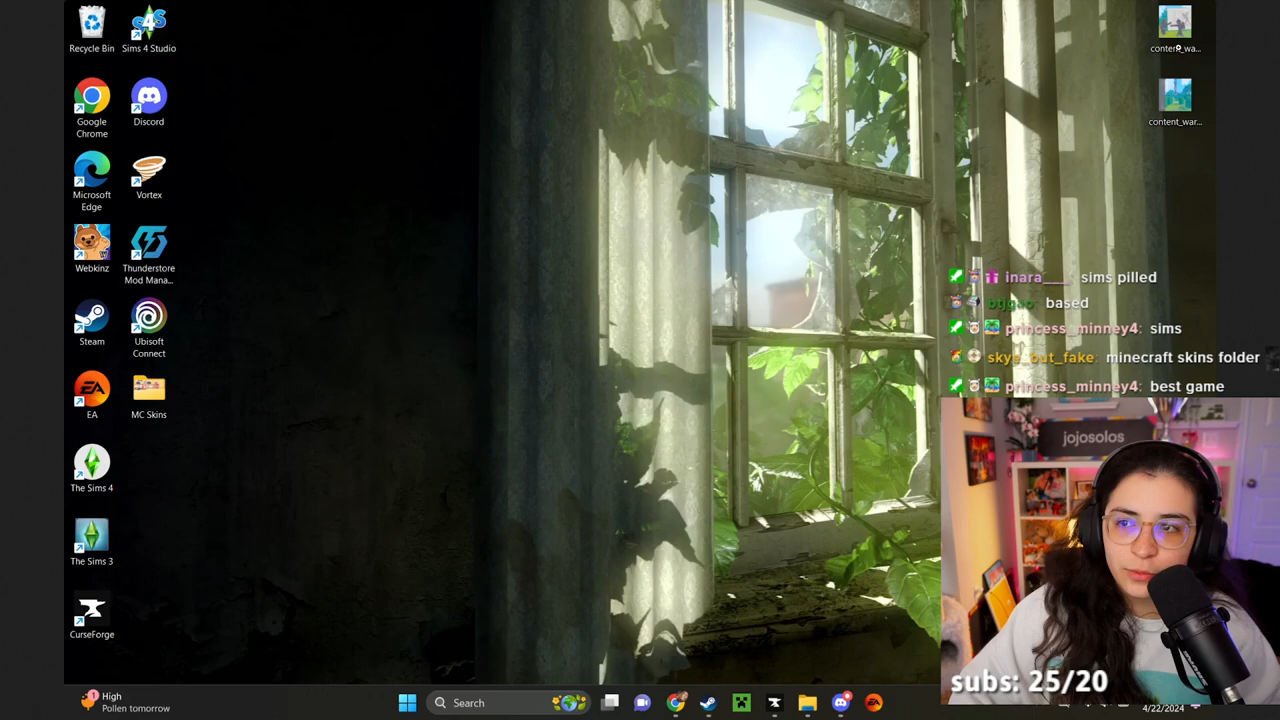 Recycle Bin
Sims 4 Studio
Google
Chrome
Discord
Microsoft
Edge
Vortex
Webkinz
Thunderstore
Mod Mana...
Steam
Ubisoft
Connect
EA
MC Skins
The Sims 4
The Sims 3
CurseForge
content_wa...
content_war...
inara___ sims pilled
based
princess_minney4: sims
skye_but_fake: minecraft skins folder
princess_minney4: best game
jojosolos
subs: 25/20
High
Pollen tomorrow
Search
4/22/2024